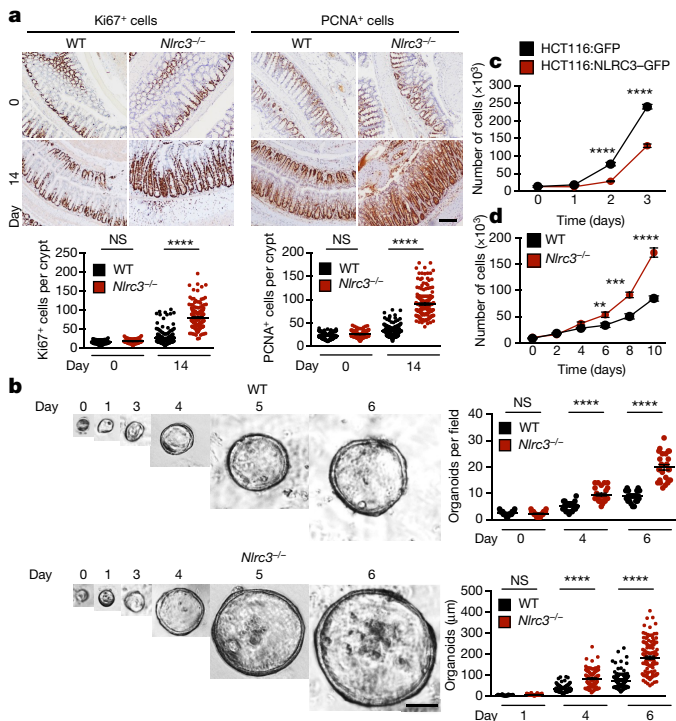 a
Ki67⁺ cells
PCNA⁺ cells
WT
Nlrc3⁻/⁻
WT
Nlrc3⁻/⁻
0
14
Day
Ki67⁺ cells per crypt
250
200
150
100
50
0
NS
****
WT
Nlrc3⁻/⁻
Day
0
14
PCNA⁺ cells per crypt
200
150
100
50
0
NS
****
WT
Nlrc3⁻/⁻
Day
0
14
c
HCT116:GFP
HCT116:NLRC3–GFP
Number of cells (×10³)
300
250
200
150
100
50
0
****
****
0 1 2 3
Time (days)
d
WT
Nlrc3⁻/⁻
Number of cells (×10³)
200
150
100
50
0
**
***
****
0 2 4 6 8 10
Time (days)
b
WT
Day 0 1 3 4 5 6
Nlrc3⁻/⁻
Day 0 1 3 4 5 6
Organoids per field
40
30
20
10
0
NS
****
****
WT
Nlrc3⁻/⁻
Day 0 4 6
Organoids (μm)
500
400
300
200
100
0
NS
****
****
WT
Nlrc3⁻/⁻
Day 1 4 6